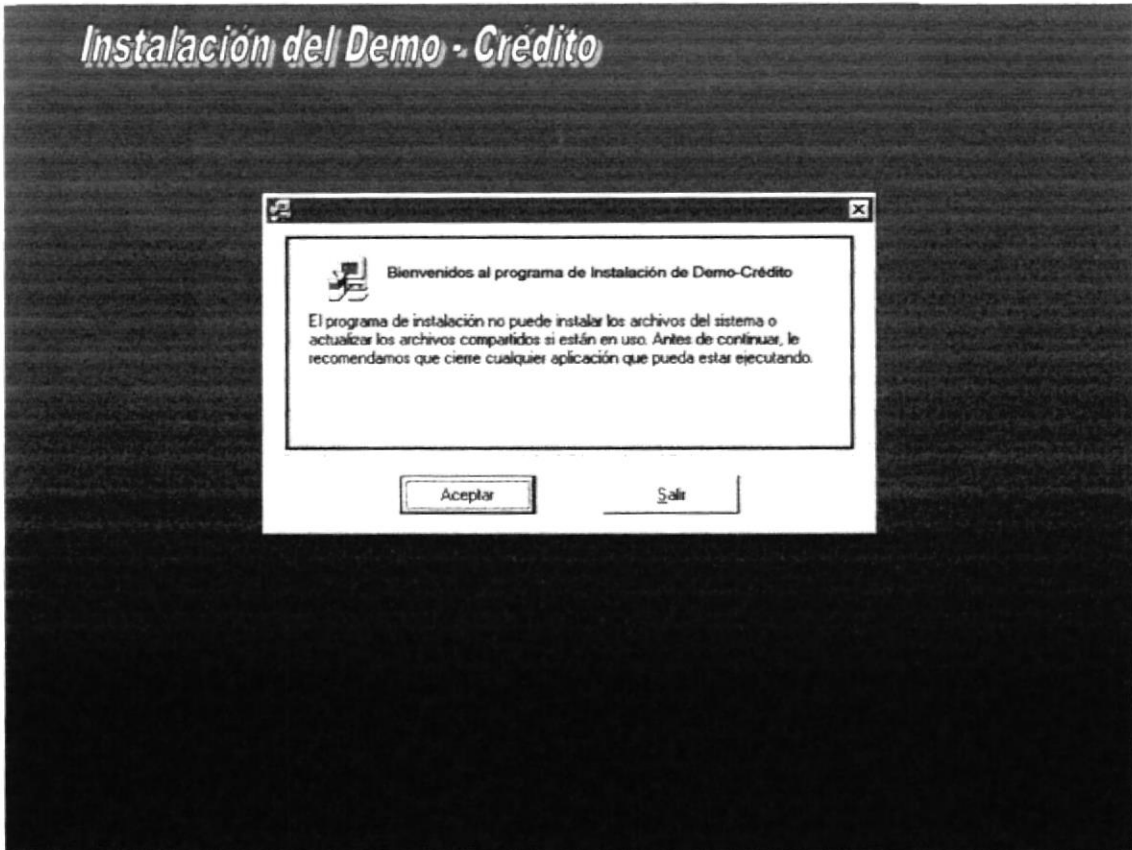 Instalación del Demo - Crédito
Bienvenidos al programa de Instalación de Demo-Crédito
El programa de instalación no puede instalar los archivos del sistema o
actualizar los archivos compartidos si están en uso. Antes de continuar, le
recomendamos que cierre cualquier aplicación que pueda estar ejecutando.
Aceptar
Salir